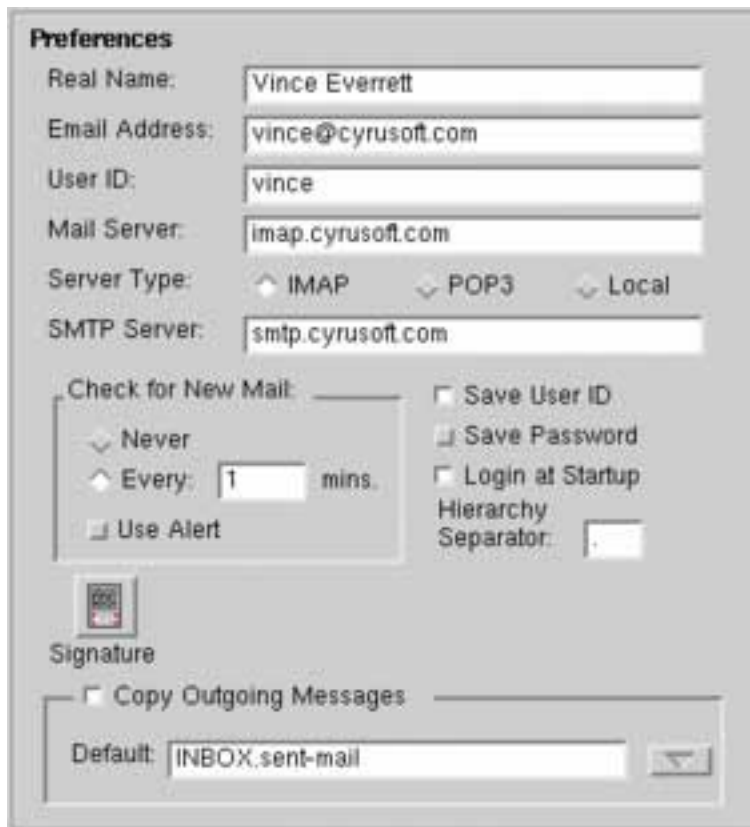 Preferences
Real Name: Vince Everrett
Email Address: vince@cyrusoft.com
User ID: vince
Mail Server: imap.cyrusoft.com
Server Type: IMAP POP3 Local
SMTP Server: smtp.cyrusoft.com
Check for New Mail:
Never
Every: 1 mins.
Use Alert
Save User ID
Save Password
Login at Startup
Hierarchy
Separator: .
Signature
Copy Outgoing Messages
Default: INBOX.sent-mail